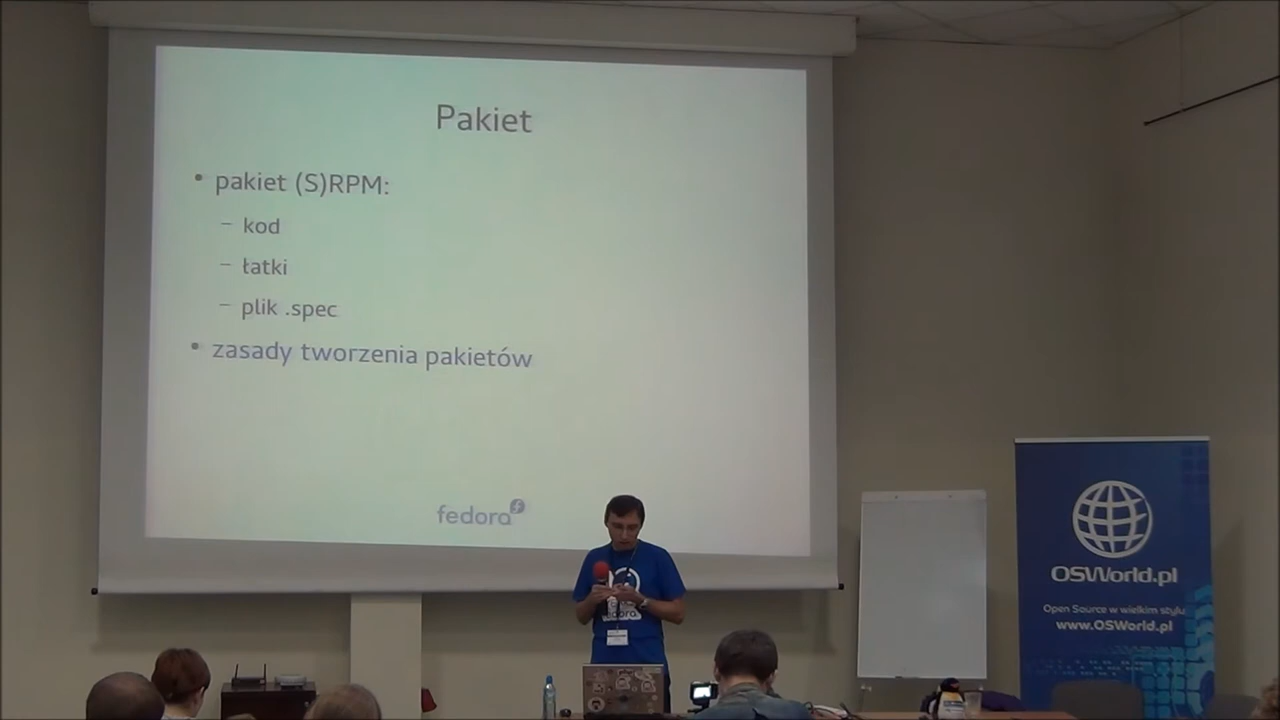 Pakiet
pakiet (S)RPM:
kod
łatki
plik .spec
zasady tworzenia pakietów
fedora
OSWorld.pl
Open Source w wielkim stylu
www.OSWorld.pl